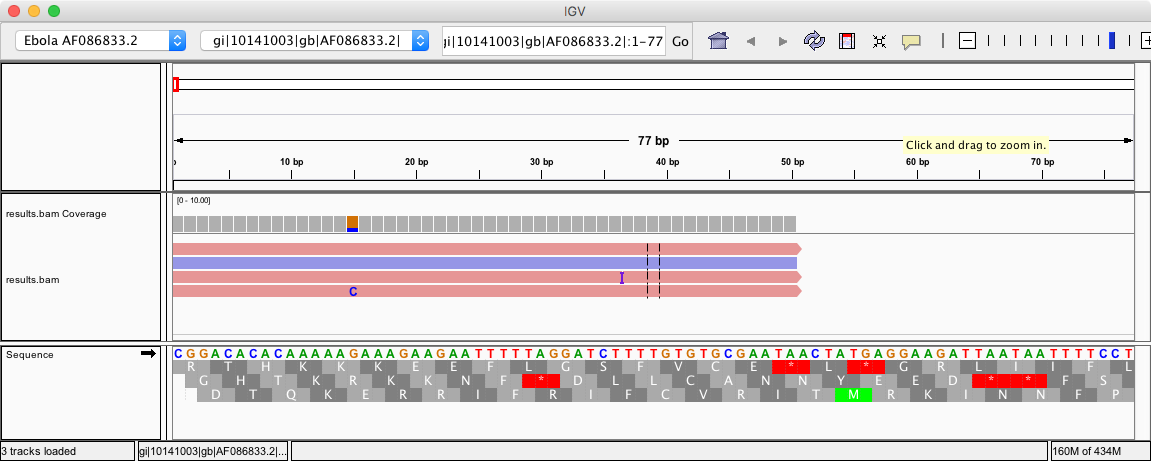 IGV
Ebola AF086833.2
gi|10141003|gb|AF086833.2|
gi|10141003|gb|AF086833.2|:1-77
Go
77 bp
Click and drag to zoom in.
10 bp 20 bp 30 bp 40 bp 50 bp 60 bp 70 bp
[0 - 10.00]
results.bam Coverage
results.bam
C
Sequence
C G G A C A C A C A A A A A G A A A G A A G A A T T T T T A G G A T C T T T T G T G T G C G A A T A A C T A T G A G G A A G A T T A A T A A T T T T C C T
R T H K K K K E E F L G S F V C E * L * G R L I I F L
G H T K R K K N F * D L L C A N N Y E E D * * F S
D T Q K E R R I F R I F C V R I T M R K I N N F P
3 tracks loaded
gi|10141003|gb|AF086833.2|...
160M of 434M